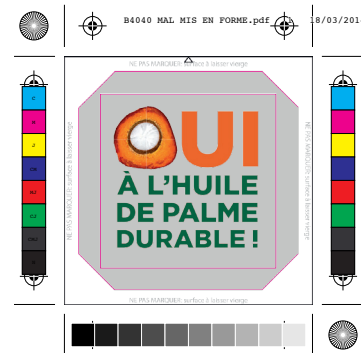 B4040 MAL MIS EN FORME.pdf
18/03/201
NE PAS MARQUER: surface à laisser vierge
OUI
À L'HUILE
DE PALME
DURABLE !
NE PAS MARQUER: surface à laisser vierge
NE PAS MARQUER: surface à laisser vierge
NE PAS MARQUER: surface à laisser vierge